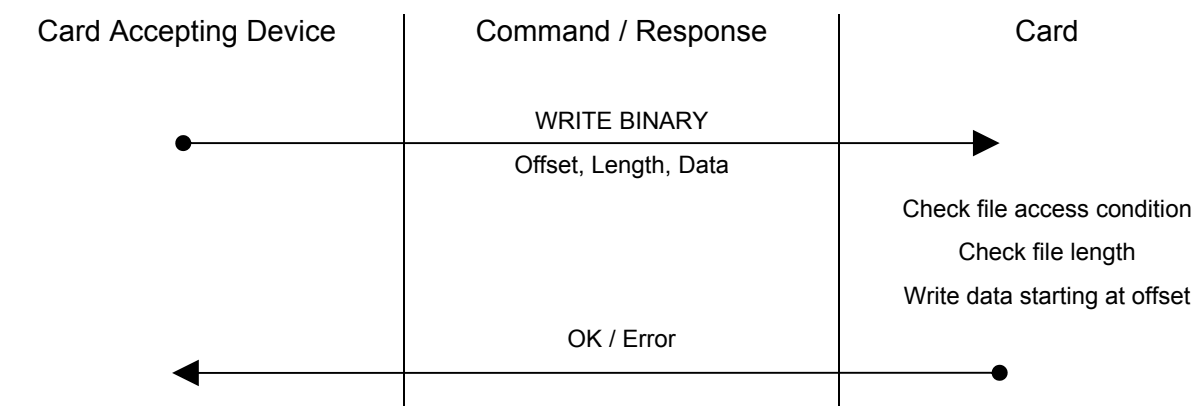 Card Accepting Device
Command / Response
Card
WRITE BINARY
Offset, Length, Data
Check file access condition
Check file length
Write data starting at offset
OK / Error